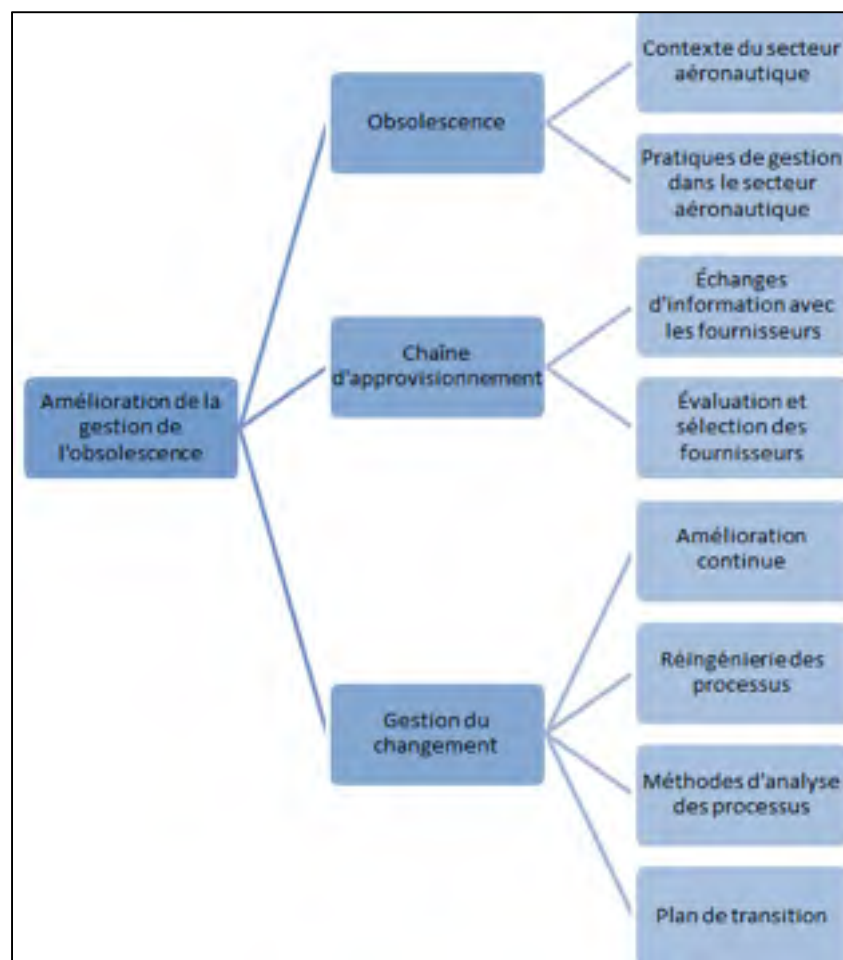 Contexte du secteur
aéronautique
Obsolescence
Pratiques de gestion
dans le secteur
aéronautique
Échanges
d'information avec
les fournisseurs
Chaîne
d'approvisionnement
Évaluation et
sélection des
fournisseurs
Amélioration de la
gestion de
l'obsolescence
Amélioration
continue
Réingénierie des
processus
Gestion du
changement
Méthodes d'analyse
des processus
Plan de transition